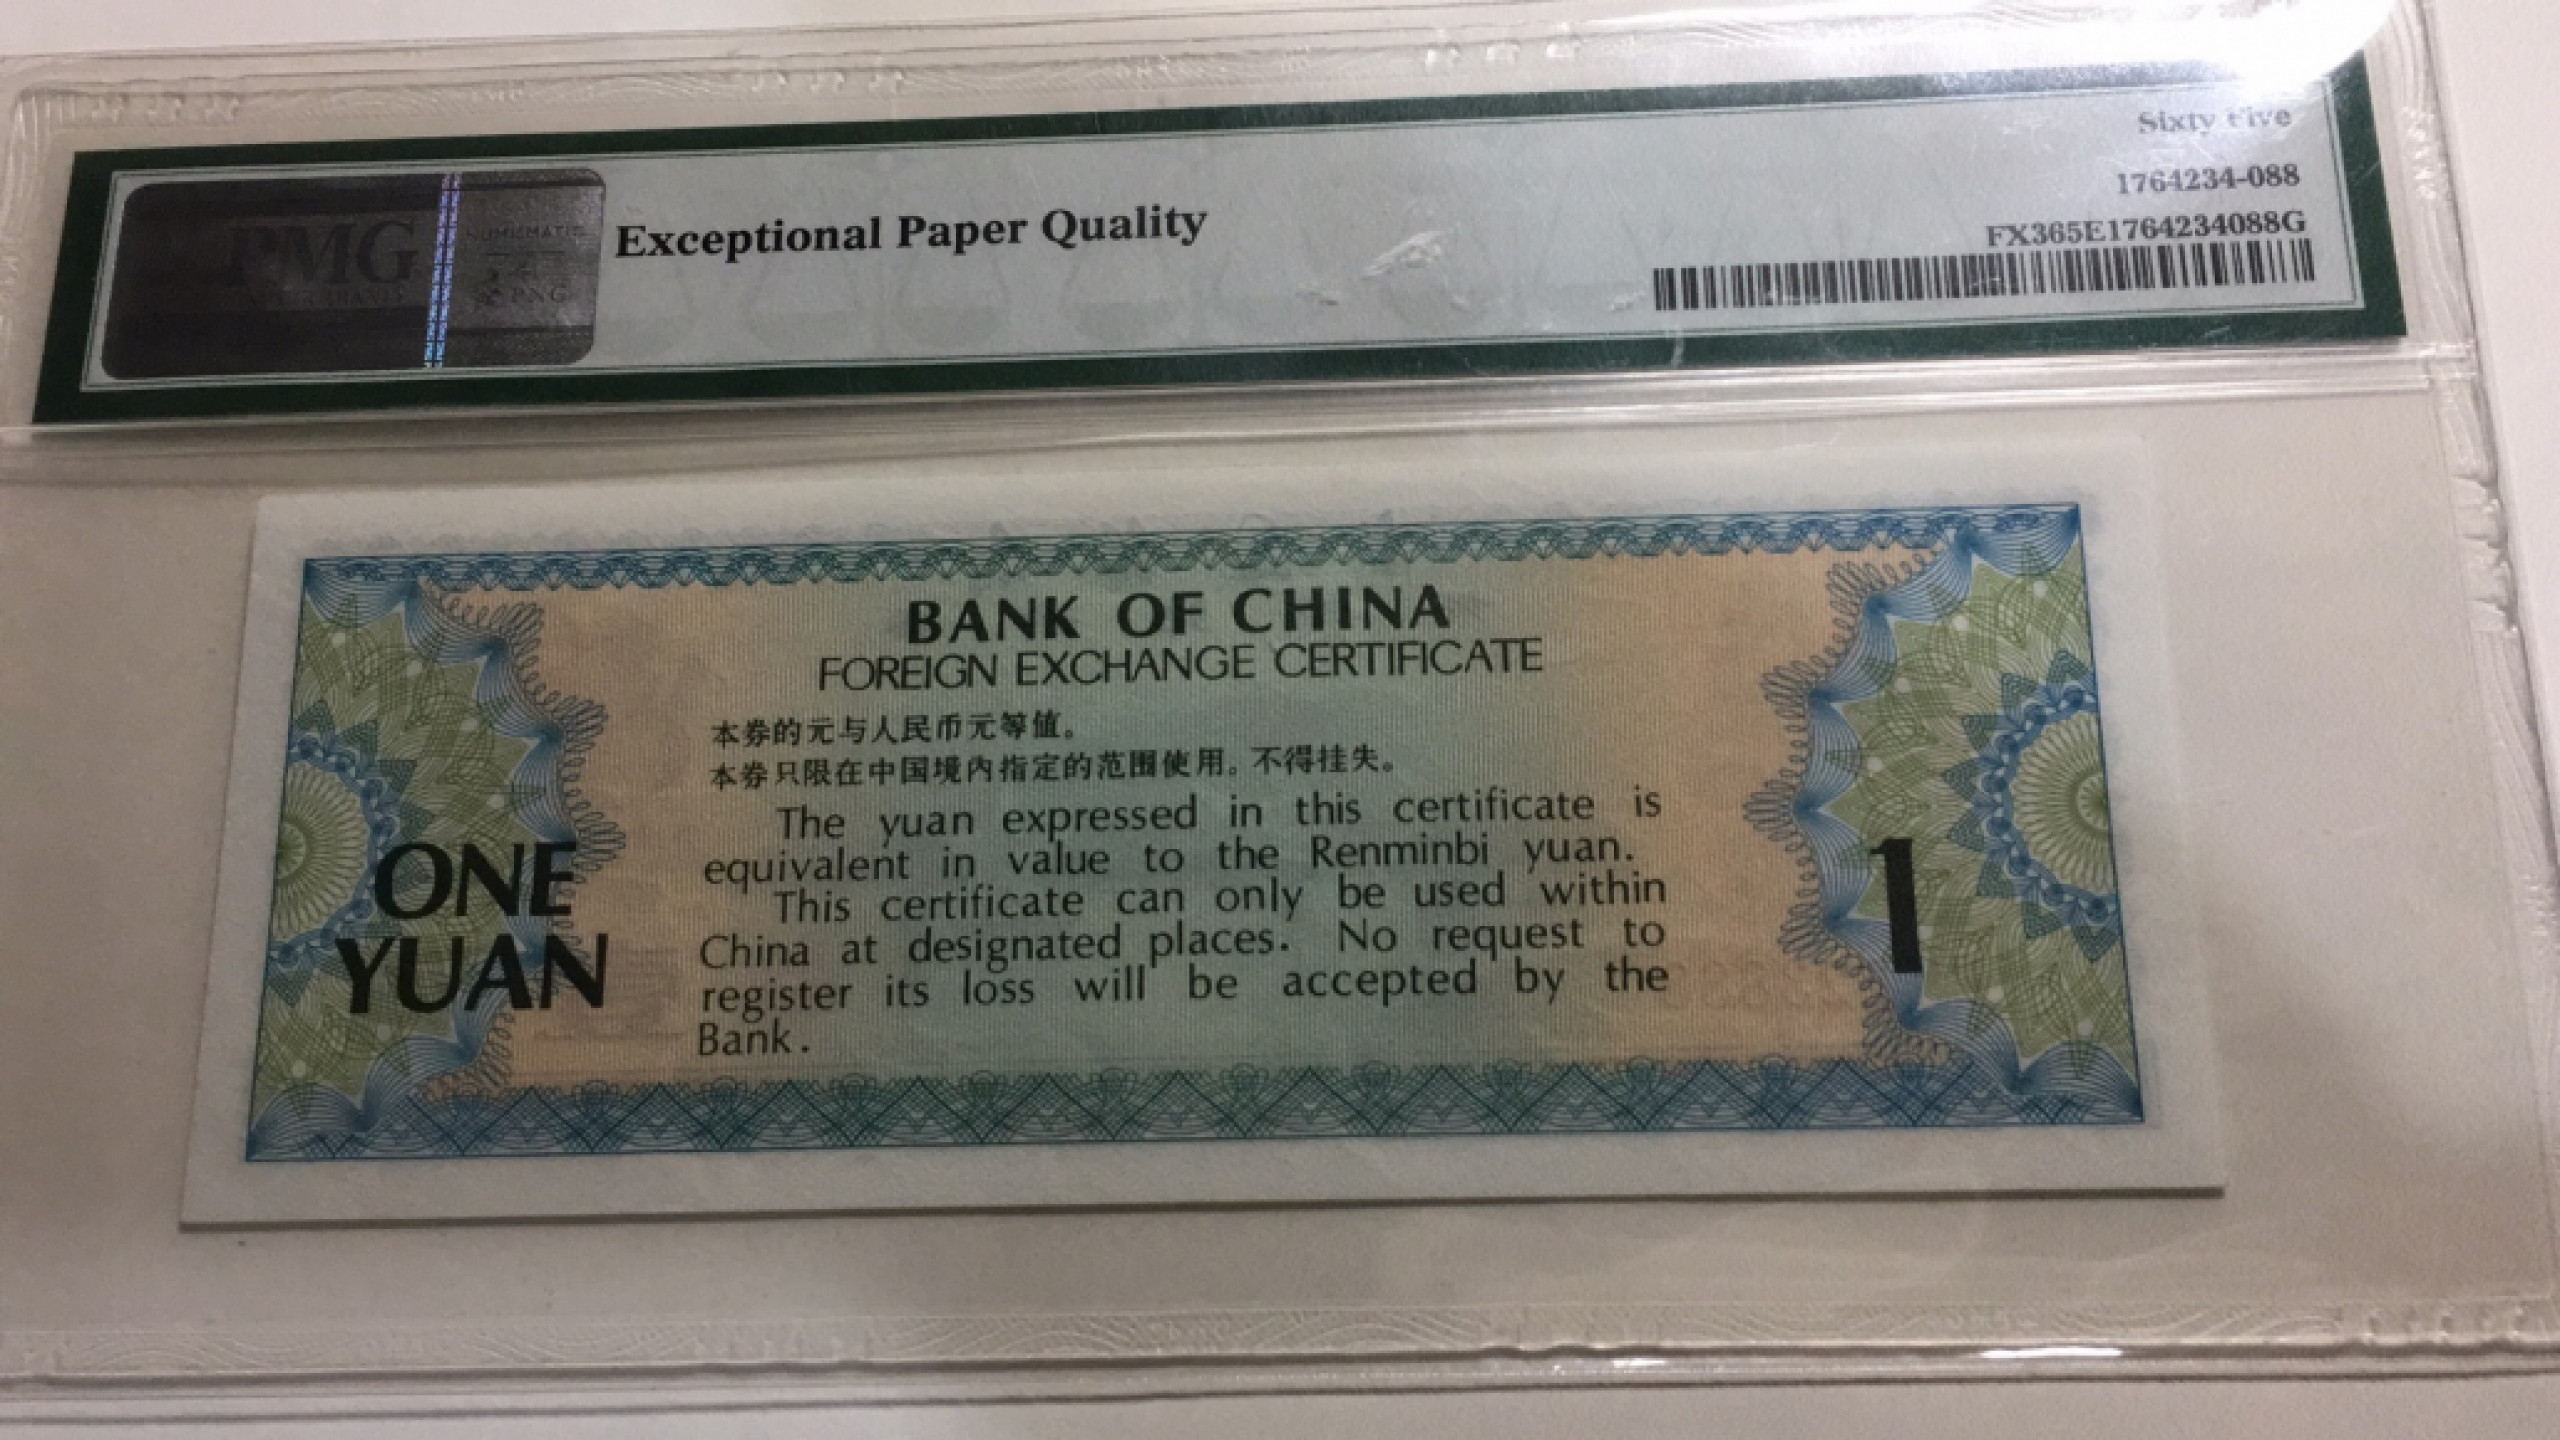 Sixty Five
1764234-088
FX365E1764234088G
PMG
NUMISMATIC
PNG
Exceptional Paper Quality
BANK OF CHINA
FOREIGN EXCHANGE CERTIFICATE
本券的元与人民币元等值。
本券只限在中国境内指定的范围使用。不得挂失。
The yuan expressed in this certificate is
equivalent in value to the Renminbi yuan.
This certificate can only be used within
China at designated places. No request to
register its loss will be accepted by the
Bank.
ONE
YUAN
1